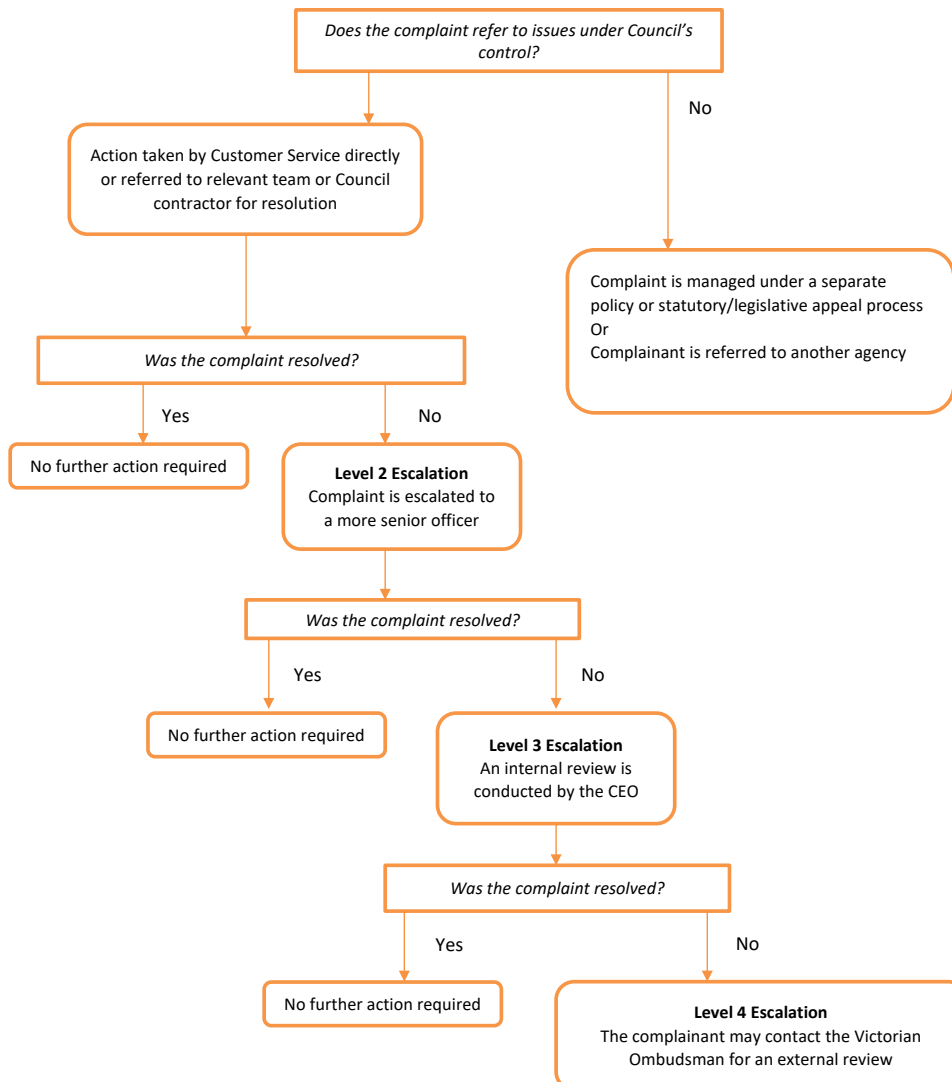 Does the complaint refer to issues under Council’s
control?
No
Action taken by Customer Service directly
or referred to relevant team or Council
contractor for resolution
Complaint is managed under a separate
policy or statutory/legislative appeal process
Or
Complainant is referred to another agency
Was the complaint resolved?
Yes
No
No further action required
Level 2 Escalation
Complaint is escalated to
a more senior officer
Was the complaint resolved?
Yes
No
No further action required
Level 3 Escalation
An internal review is
conducted by the CEO
Was the complaint resolved?
Yes
No
No further action required
Level 4 Escalation
The complainant may contact the Victorian
Ombudsman for an external review